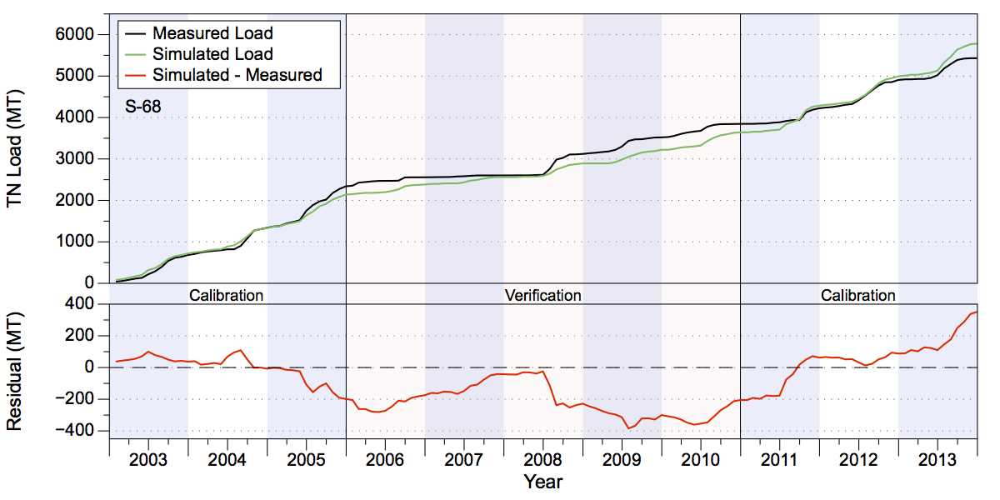 Measured Load
Simulated Load
Simulated - Measured
S-68
TN Load (MT)
6000
5000
4000
3000
2000
1000
0
Calibration Verification Calibration
Residual (MT)
400
200
0
−200
−400
2003 2004 2005 2006 2007 2008 2009 2010 2011 2012 2013
Year